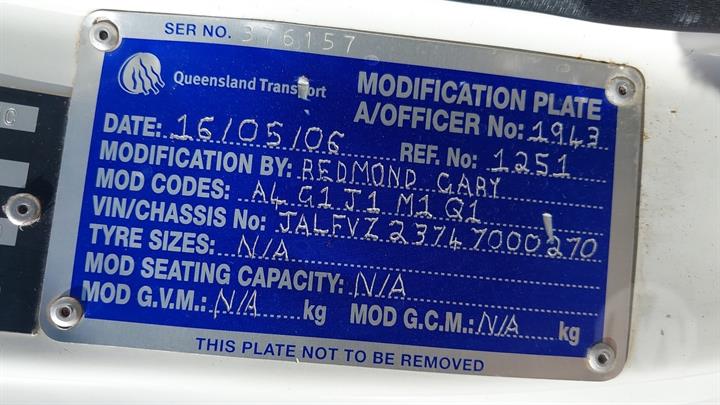 SER NO. 376157
Queensland Transport
MODIFICATION PLATE
A/OFFICER No: 1943
DATE: 16/05/06
REF. No: 1251
MODIFICATION BY: REDMOND GARY
MOD CODES: A4 G1 J1 M1 Q1
VIN/CHASSIS No: JALFVZ23747000270
TYRE SIZES: N/A
MOD SEATING CAPACITY: N/A
MOD G.V.M.: N/A kg MOD G.C.M.: N/A kg
THIS PLATE NOT TO BE REMOVED